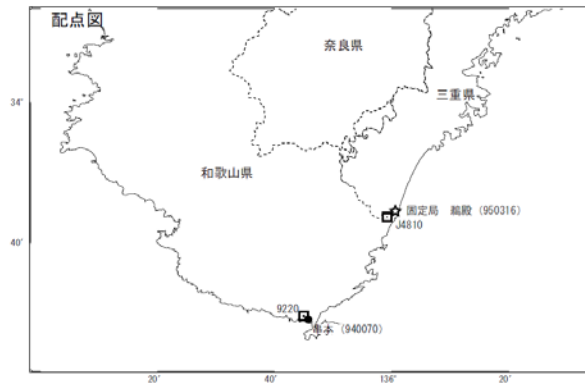 配点図
奈良県
34'
三重県
和歌山県
固定局 鵜殿 (950316)
J4810
40'
9220
串本 (940070)
20' 40' 136° 20'